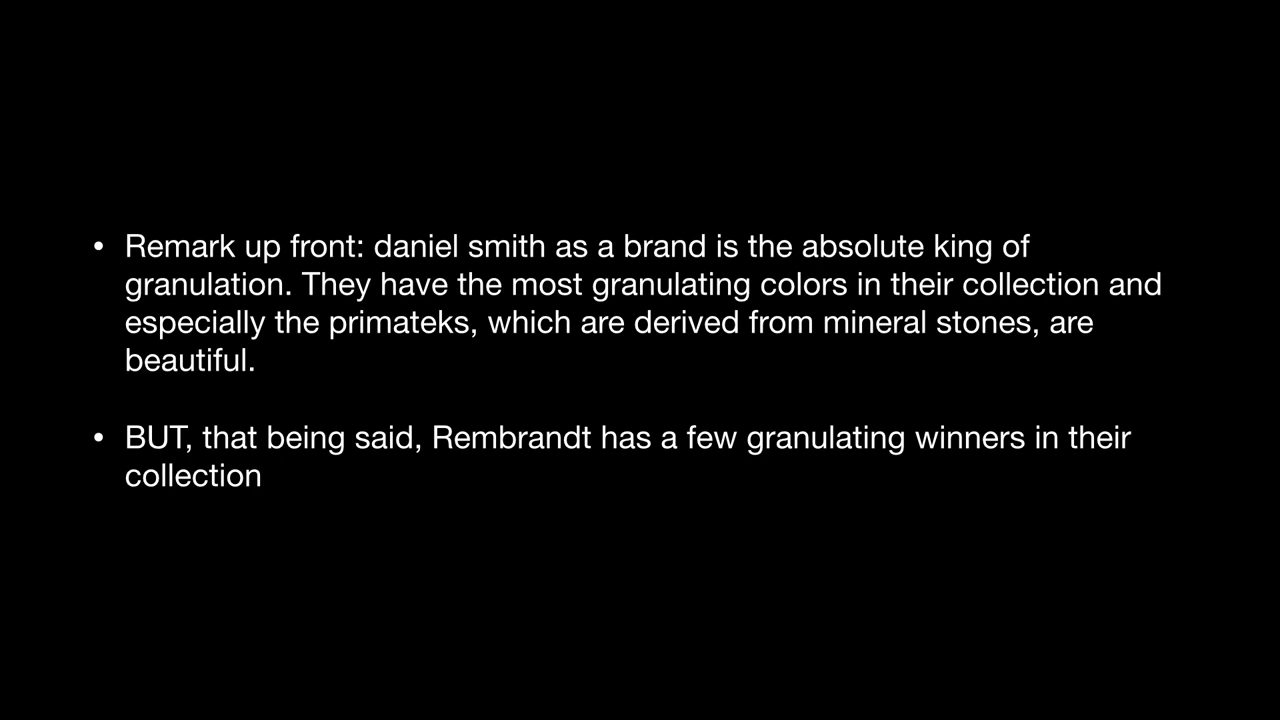 • Remark up front: daniel smith as a brand is the absolute king of
granulation. They have the most granulating colors in their collection and
especially the primateks, which are derived from mineral stones, are
beautiful.
• BUT, that being said, Rembrandt has a few granulating winners in their
collection